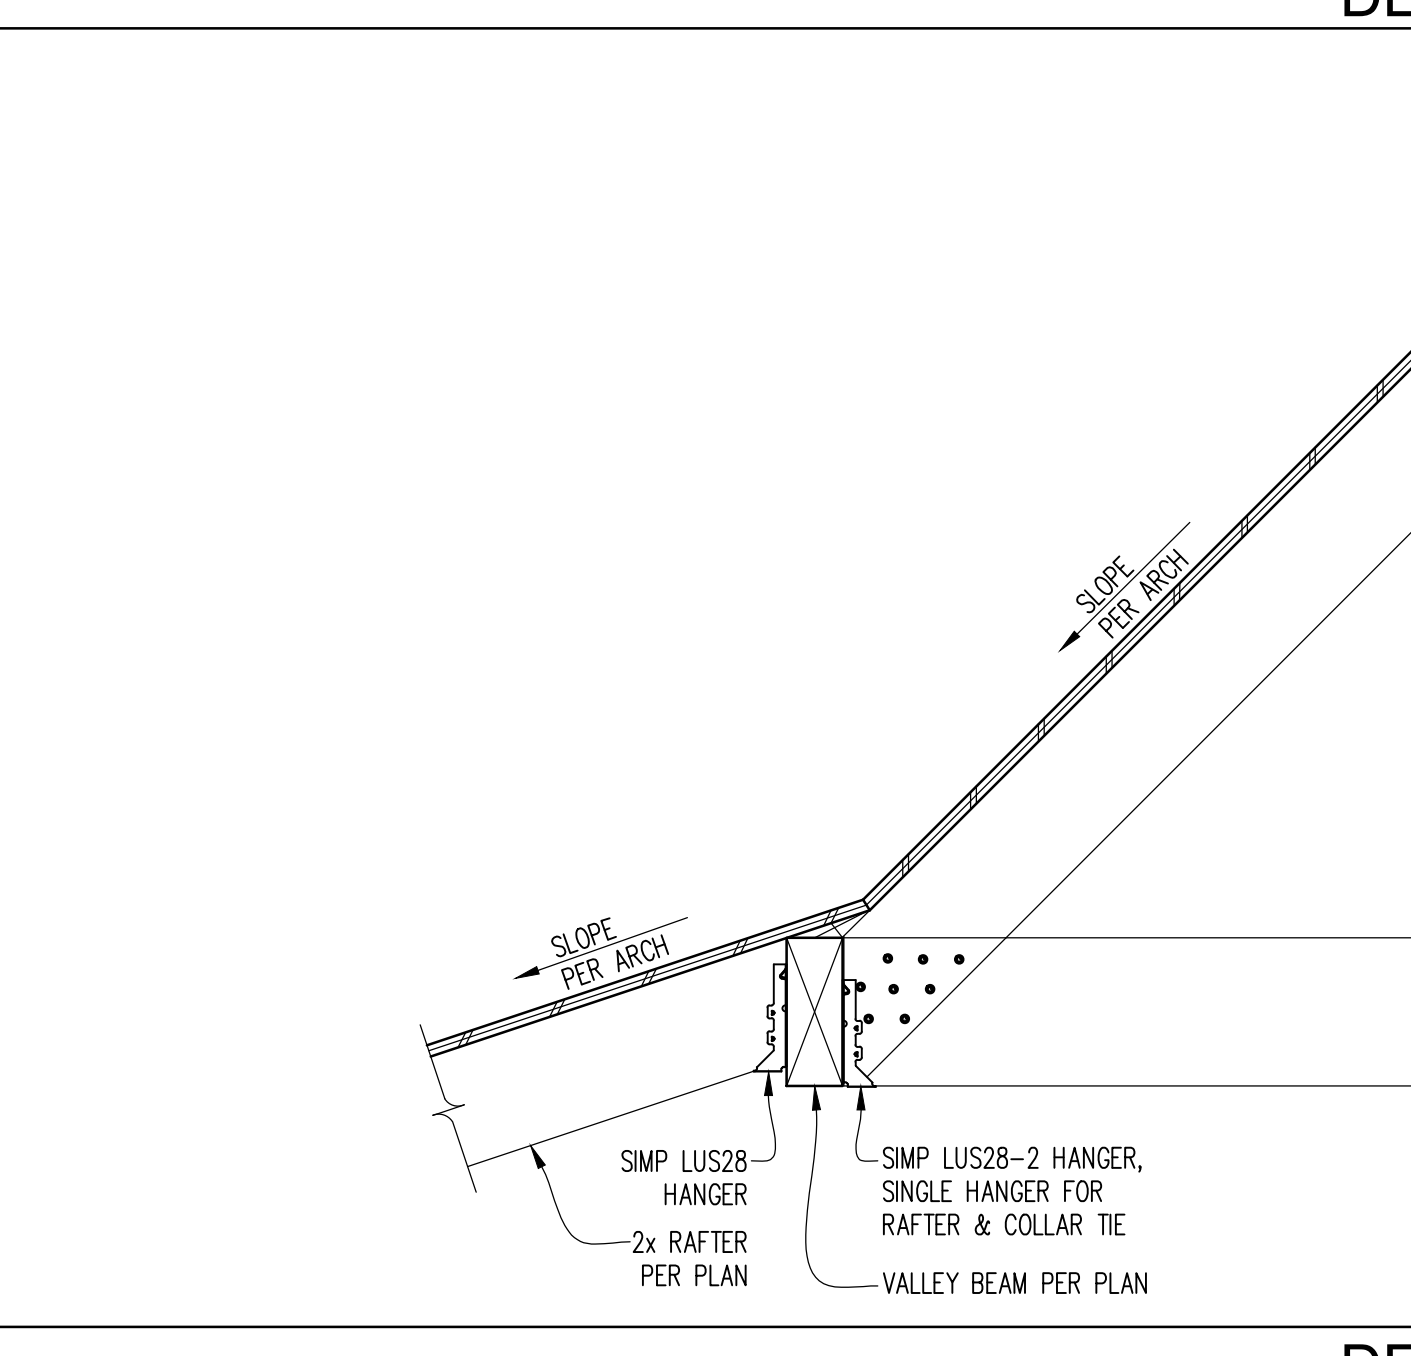 SLOPE
PER ARCH
SLOPE
PER ARCH
SIMP LUS28
HANGER
2x RAFTER
PER PLAN
SIMP LUS28-2 HANGER,
SINGLE HANGER FOR
RAFTER & COLLAR TIE
VALLEY BEAM PER PLAN